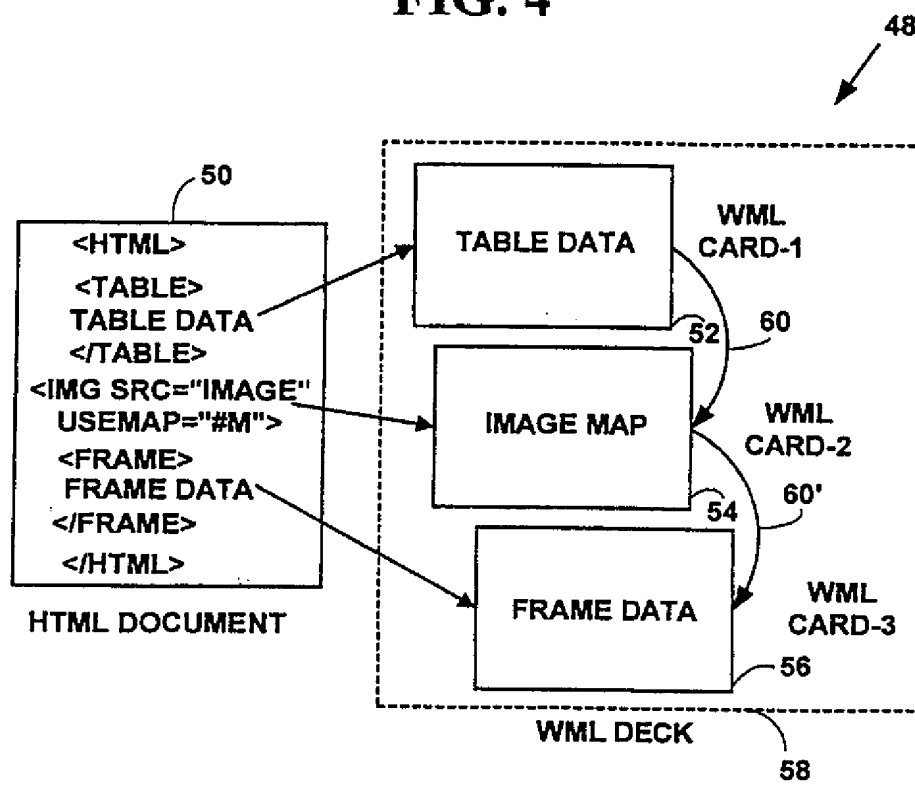 FIG. 4
48
50
<HTML>
<TABLE>
TABLE DATA
</TABLE>
<IMG SRC="IMAGE"
USEMAP="#M">
<FRAME>
FRAME DATA
</FRAME>
</HTML>
HTML DOCUMENT
TABLE DATA
WML
CARD-1
52
60
IMAGE MAP
WML
CARD-2
54
60'
FRAME DATA
WML
CARD-3
56
WML DECK
58